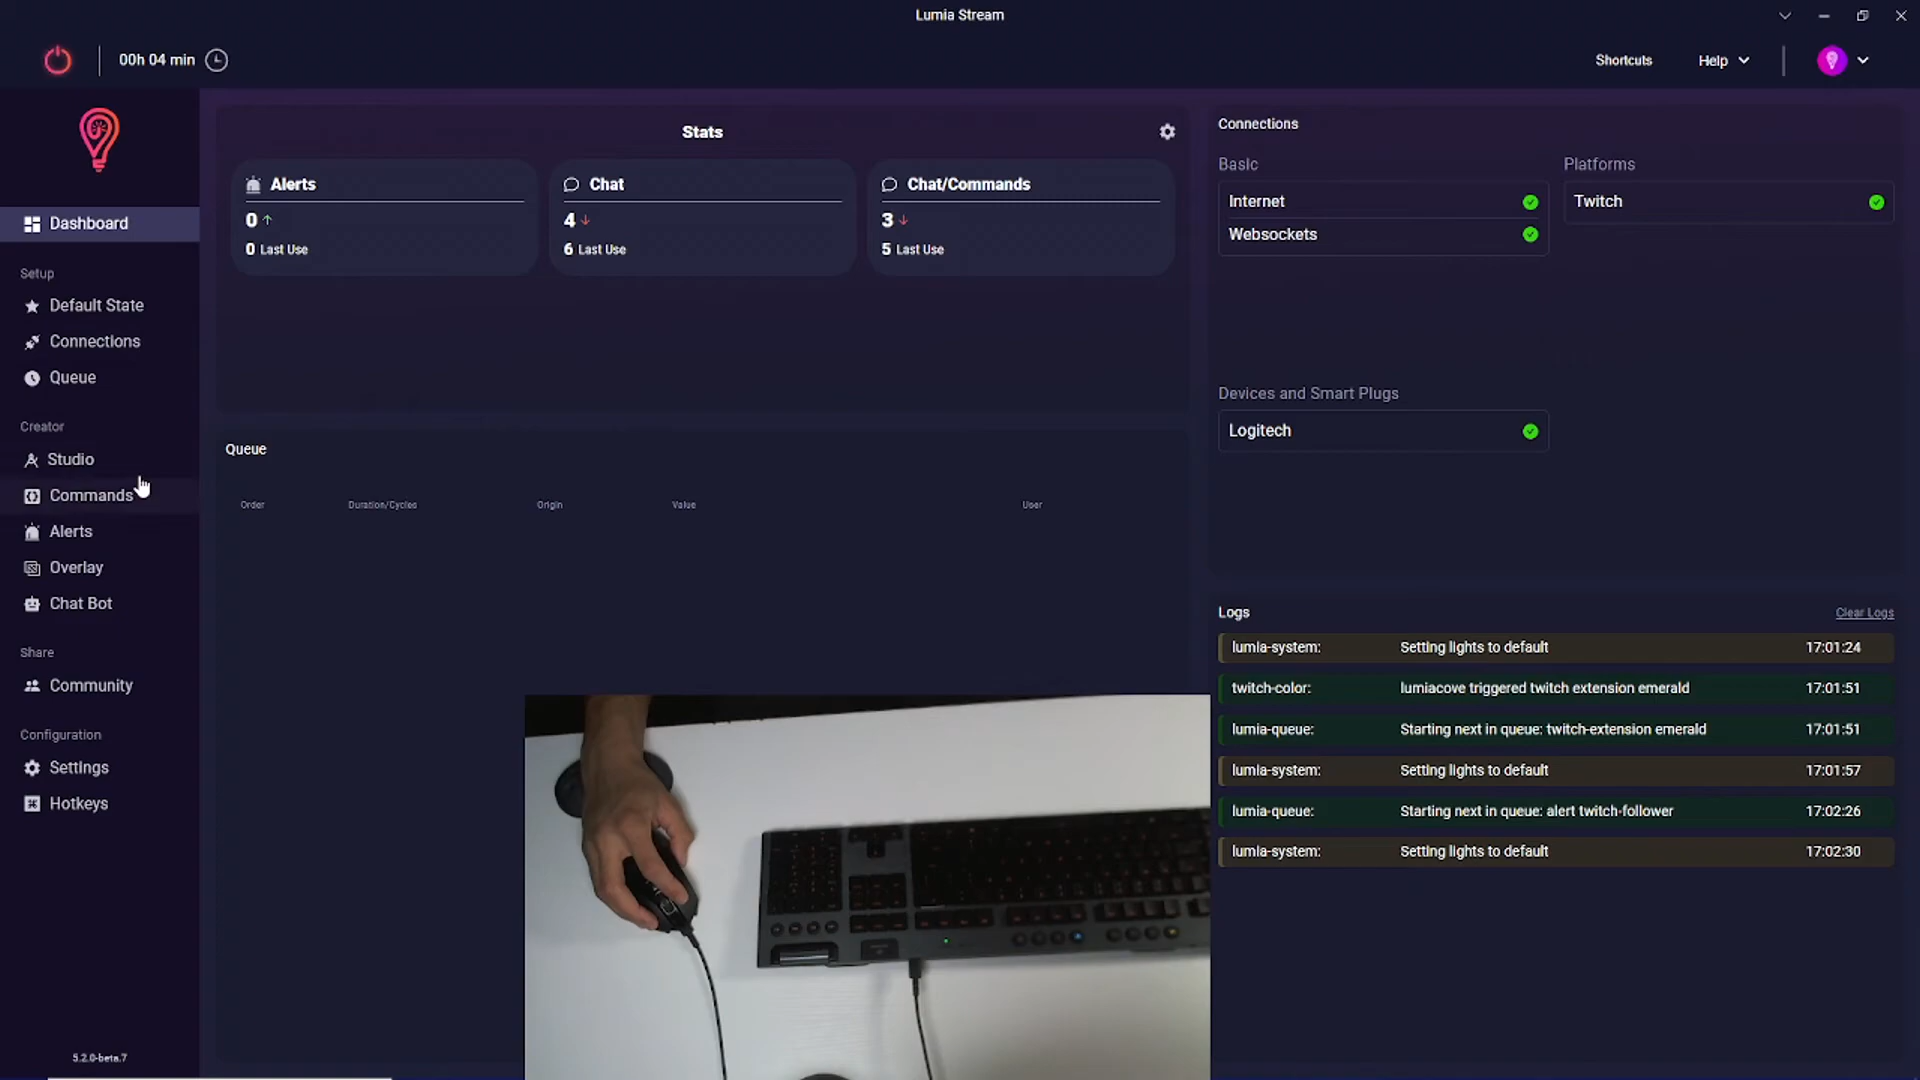 Lumia Stream
00h 04 min
Shortcuts
Help
Dashboard
Setup
Default State
Connections
Queue
Creator
Studio
Commands
Alerts
Overlay
Chat Bot
Share
Community
Configuration
Settings
Hotkeys
5.2.0-beta.7
Stats
Alerts
0
0 Last Use
Chat
4
6 Last Use
Chat/Commands
3
5 Last Use
Queue
Order Duration/Cycles Origin Value User
Connections
Basic
Internet
Websockets
Platforms
Twitch
Devices and Smart Plugs
Logitech
Logs
Clear Logs
lumia-system: Setting lights to default 17:01:24
twitch-color: lumiacove triggered twitch extension emerald 17:01:51
lumia-queue: Starting next in queue: twitch-extension emerald 17:01:51
lumia-system: Setting lights to default 17:01:57
lumia-queue: Starting next in queue: alert twitch-follower 17:02:26
lumia-system: Setting lights to default 17:02:30